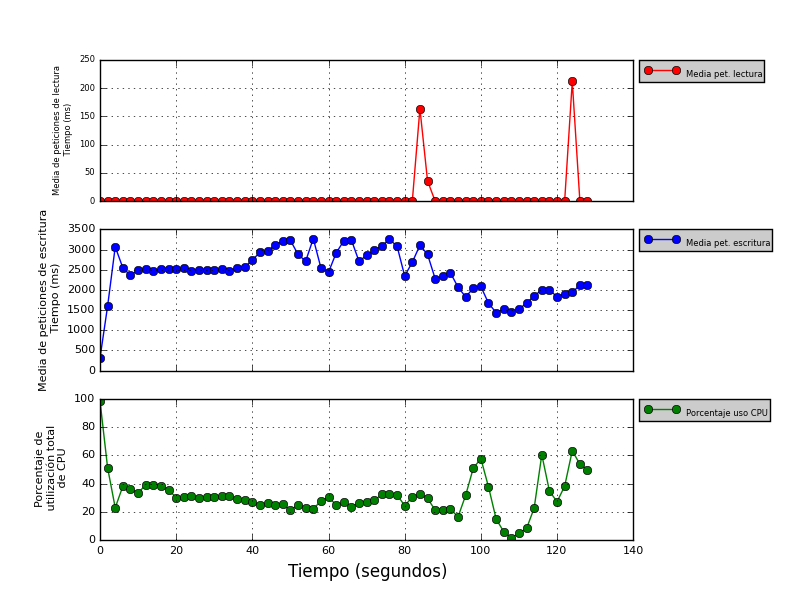 Media de peticiones de lectura
Tiempo (ms)
250
200
150
100
50
0
Media pet. lectura
Media de peticiones de escritura
Tiempo (ms)
3500
3000
2500
2000
1500
1000
500
0
Media pet. escritura
Porcentaje de
utilización total
de CPU
100
80
60
40
20
0
Porcentaje uso CPU
0 20 40 60 80 100 120 140
Tiempo (segundos)